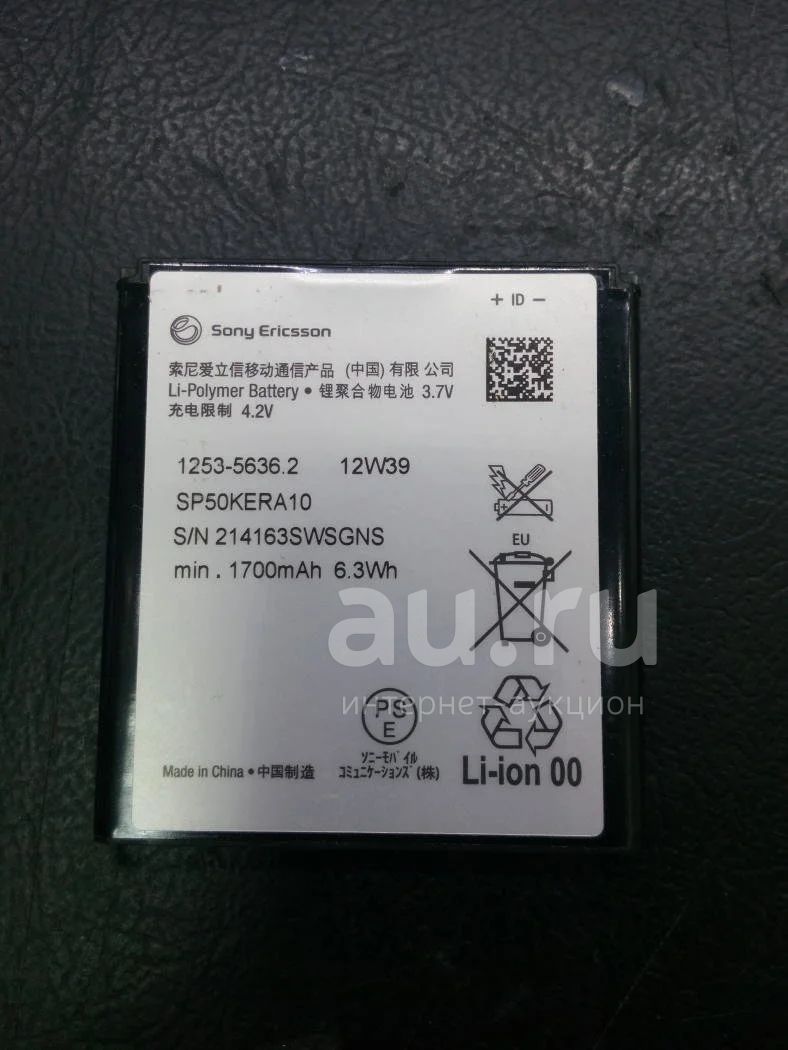 + ID −
Sony Ericsson
索尼爱立信移动通信产品 (中国) 有限 公司
Li-Polymer Battery • 锂聚合物电池 3.7V
充电限制 4.2V
1253-5636.2 12W39
SP50KERA10
S/N 214163SWSGNS
min . 1700mAh 6.3Wh
EU
au.ru
интернет-аукцион
PS
E
ソニーモバイル
コミュニケーションズ (株)
Made in China • 中国制造
Li-ion 00